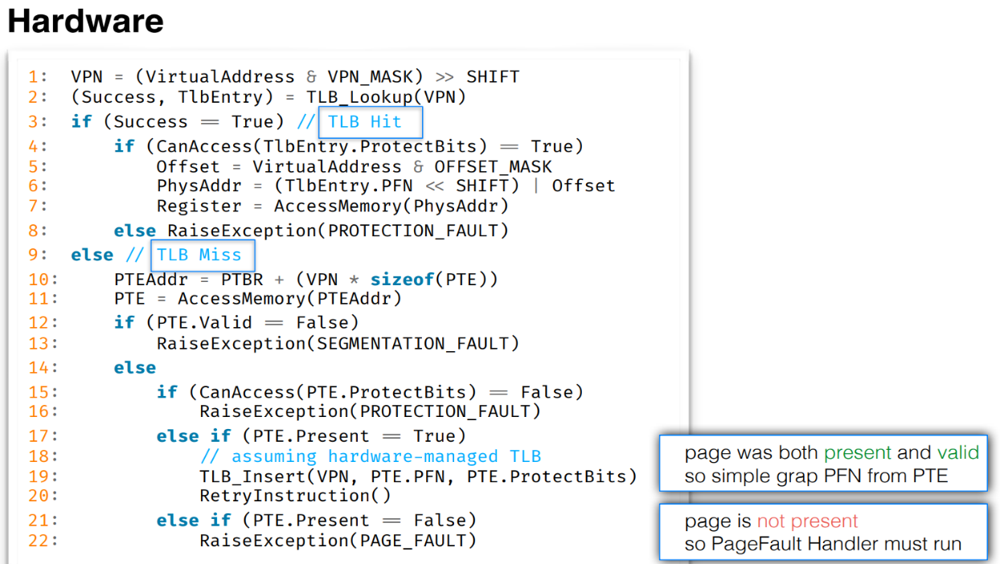 Hardware
1: VPN = (VirtualAddress & VPN_MASK) >> SHIFT
2: (Success, TlbEntry) = TLB_Lookup(VPN)
3: if (Success == True) // TLB Hit
4: if (CanAccess(TlbEntry.ProtectBits) == True)
5: Offset = VirtualAddress & OFFSET_MASK
6: PhysAddr = (TlbEntry.PFN << SHIFT) | Offset
7: Register = AccessMemory(PhysAddr)
8: else RaiseException(PROTECTION_FAULT)
9: else // TLB Miss
10: PTEAddr = PTBR + (VPN * sizeof(PTE))
11: PTE = AccessMemory(PTEAddr)
12: if (PTE.Valid == False)
13: RaiseException(SEGMENTATION_FAULT)
14: else
15: if (CanAccess(PTE.ProtectBits) == False)
16: RaiseException(PROTECTION_FAULT)
17: else if (PTE.Present == True)
18: // assuming hardware-managed TLB
19: TLB_Insert(VPN, PTE.PFN, PTE.ProtectBits)
20: RetryInstruction()
21: else if (PTE.Present == False)
22: RaiseException(PAGE_FAULT)
page was both present and valid
so simple grap PFN from PTE
page is not present
so PageFault Handler must run